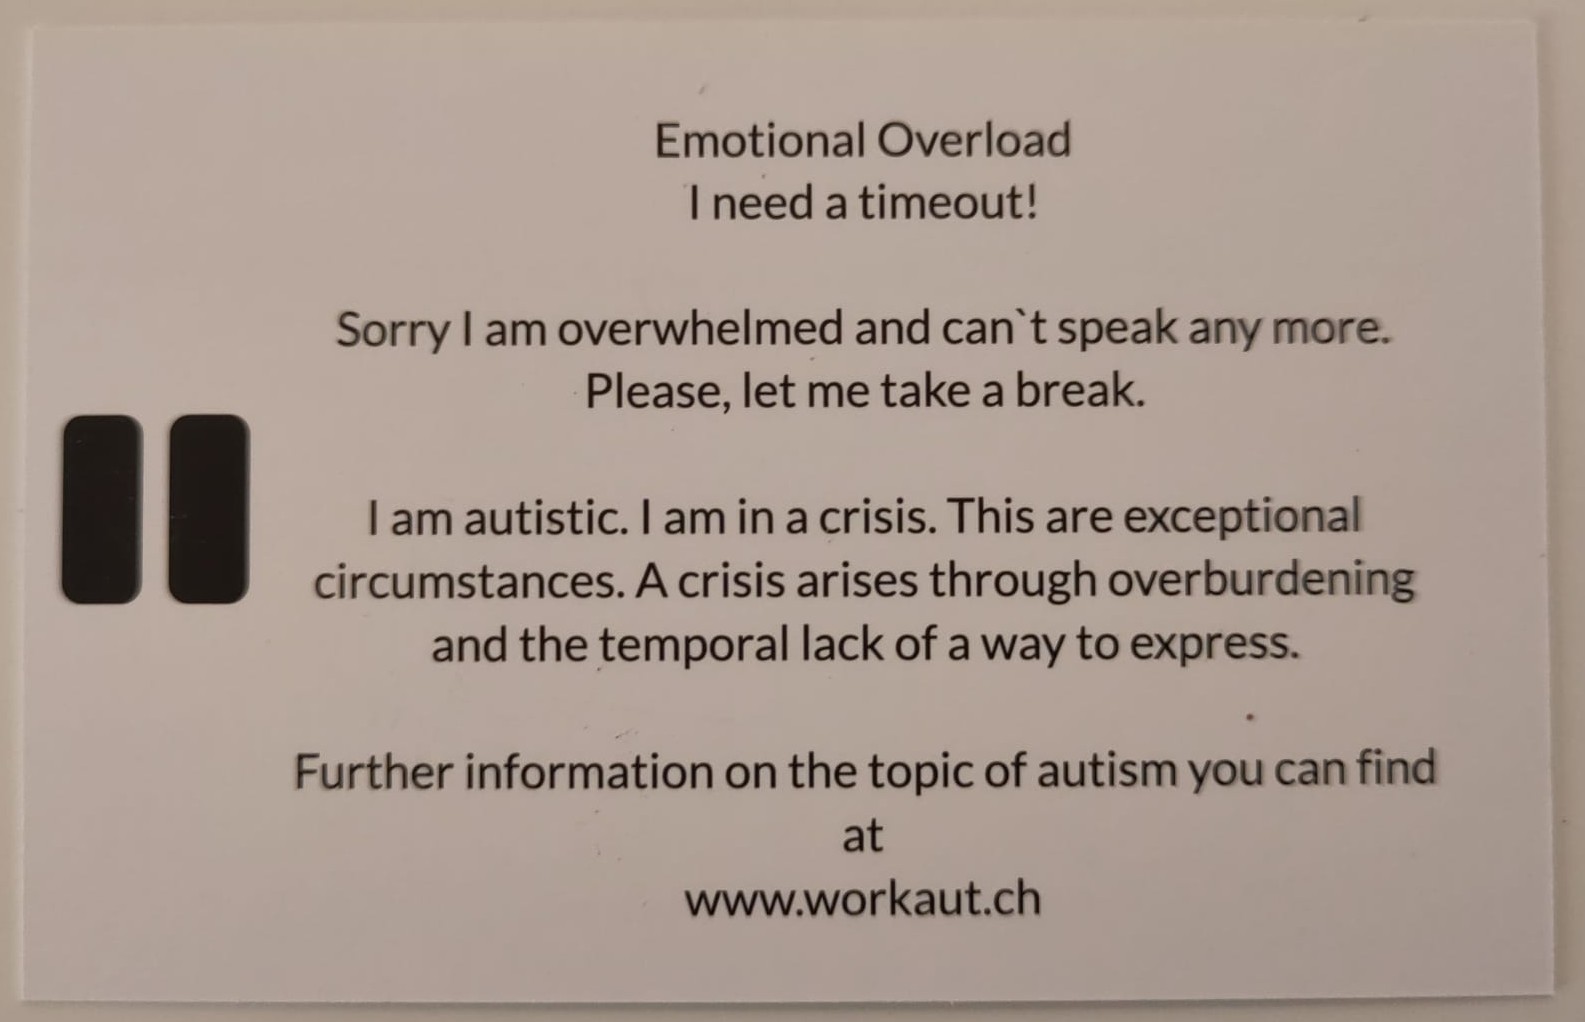 Emotional Overload
I need a timeout!
Sorry I am overwhelmed and can`t speak any more.
Please, let me take a break.
I am autistic. I am in a crisis. This are exceptional
circumstances. A crisis arises through overburdening
and the temporal lack of a way to express.
Further information on the topic of autism you can find
at
www.workaut.ch